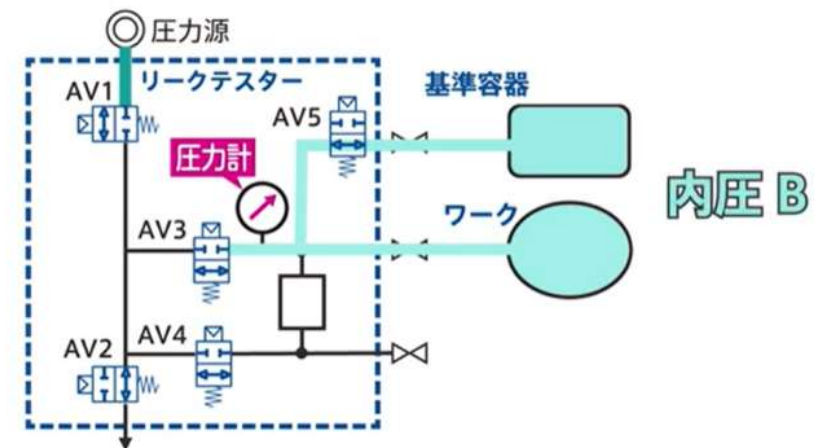 圧力源
リークテスター
AV1
AV5
基準容器
圧力計
内圧 B
ワーク
AV3
AV4
AV2